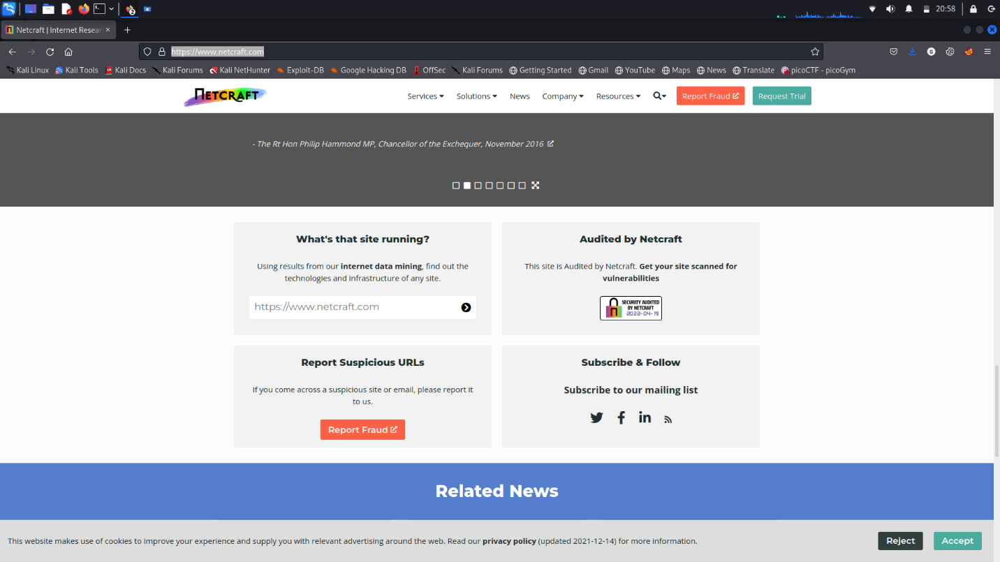 20:58
Netcraft | Internet Resear
https://www.netcraft.com
Kali Linux Kali Tools Kali Docs Kali Forums Kali NetHunter Exploit-DB Google Hacking DB OffSec Kali Forums Getting Started Gmail YouTube Maps News Translate picoCTF - picoGym
NETCRAFT Services Solutions News Company Resources Report Fraud Request Trial
- The Rt Hon Philip Hammond MP, Chancellor of the Exchequer, November 2016
What's that site running?
Using results from our internet data mining, find out the
technologies and infrastructure of any site.
https://www.netcraft.com
Audited by Netcraft
This site is Audited by Netcraft. Get your site scanned for
vulnerabilities
SECURITY AUDITED
BY NETCRAFT
2022-04-19
Report Suspicious URLs
If you come across a suspicious site or email, please report it
to us.
Report Fraud
Subscribe & Follow
Subscribe to our mailing list
Related News
This website makes use of cookies to improve your experience and supply you with relevant advertising around the web. Read our privacy policy (updated 2021-12-14) for more information.
Reject Accept